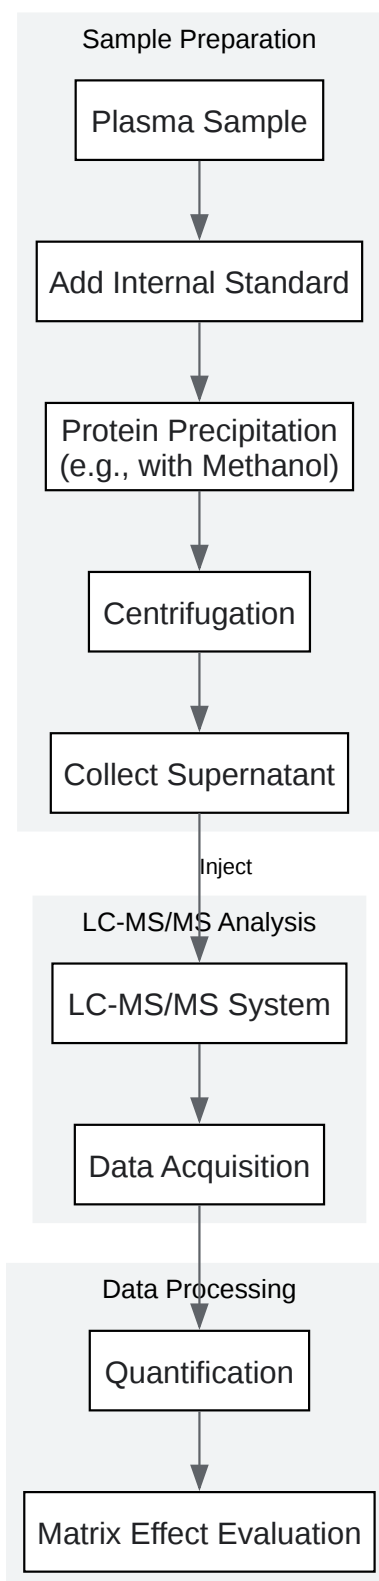 Sample Preparation
Plasma Sample
Add Internal Standard
Protein Precipitation
(e.g., with Methanol)
Centrifugation
Collect Supernatant
Inject
LC-MS/MS Analysis
LC-MS/MS System
Data Acquisition
Data Processing
Quantification
Matrix Effect Evaluation